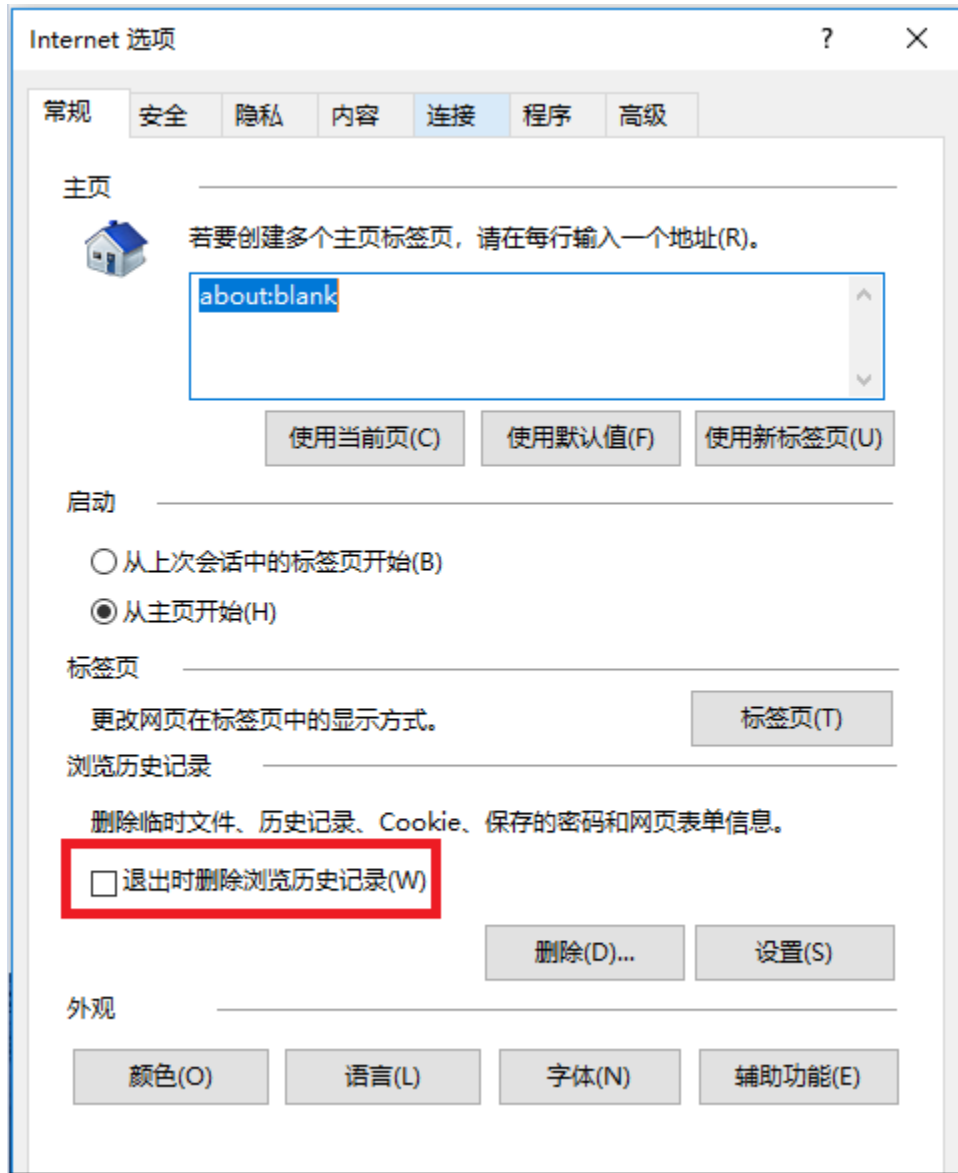 Internet 选项
?
常规 安全 隐私 内容 连接 程序 高级
主页
若要创建多个主页标签页，请在每行输入一个地址(R)。
about:blank
使用当前页(C) 使用默认值(F) 使用新标签页(U)
启动
从上次会话中的标签页开始(B)
从主页开始(H)
标签页
更改网页在标签页中的显示方式。 标签页(T)
浏览历史记录
删除临时文件、历史记录、Cookie、保存的密码和网页表单信息。
退出时删除浏览历史记录(W)
删除(D)... 设置(S)
外观
颜色(O) 语言(L) 字体(N) 辅助功能(E)